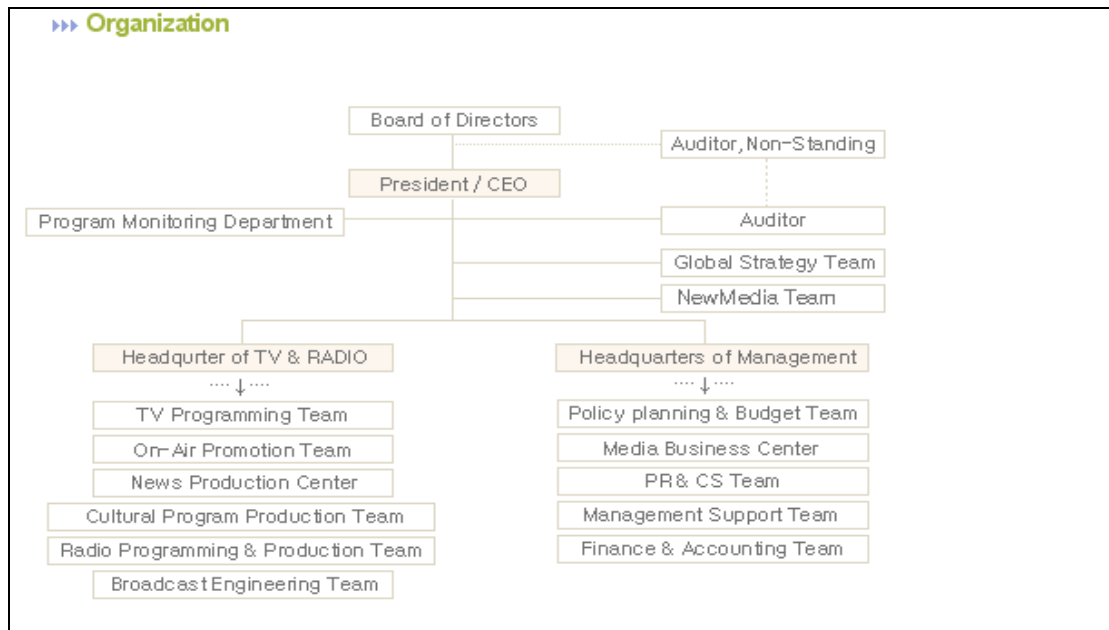 Organization
Board of Directors
Auditor, Non-Standing
President / CEO
Program Monitoring Department
Auditor
Global Strategy Team
NewMedia Team
Headqurter of TV & RADIO
Headquarters of Management
TV Programming Team
Policy planning & Budget Team
On-Air Promotion Team
Media Business Center
News Production Center
PR & CS Team
Cultural Program Production Team
Management Support Team
Radio Programming & Production Team
Finance & Accounting Team
Broadcast Engineering Team